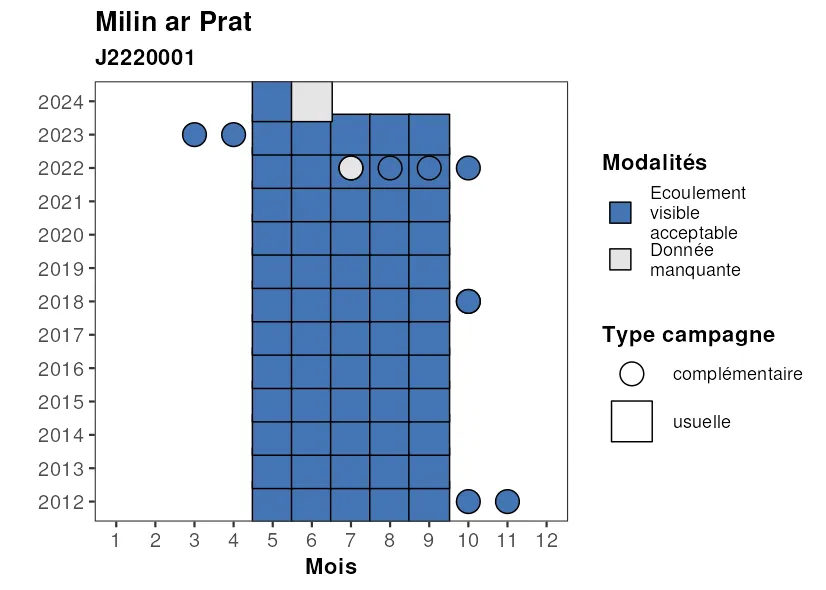 Milin ar Prat
J2220001
2024
2023
2022
2021
2020
2019
2018
2017
2016
2015
2014
2013
2012
1 2 3 4 5 6 7 8 9 10 11 12
Mois
Modalités
Ecoulement
visible
acceptable
Donnée
manquante
Type campagne
complémentaire
usuelle